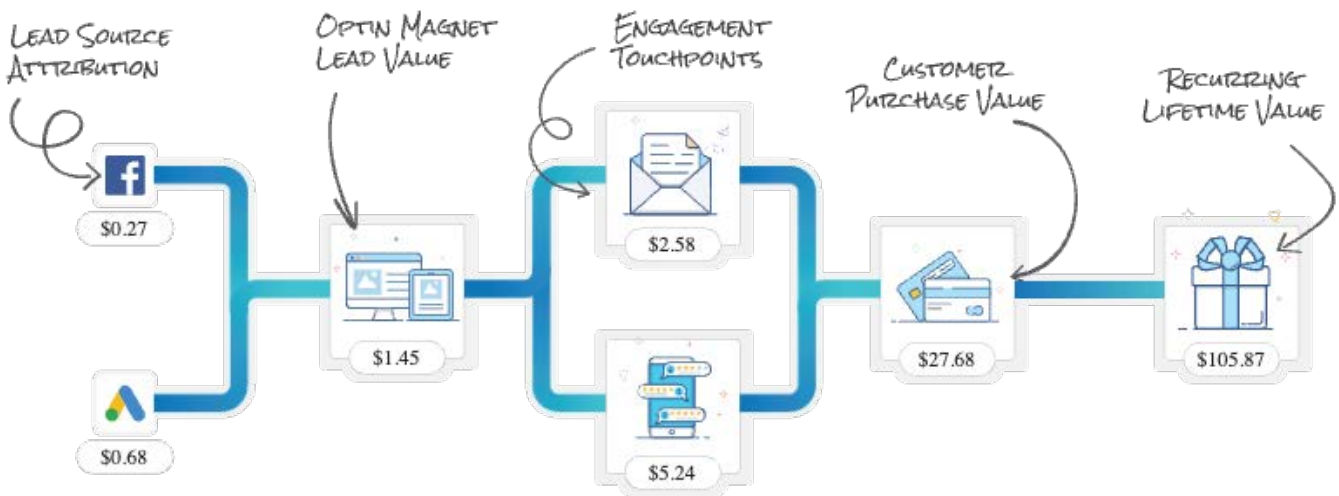 LEAD SOURCE
ATTRIBUTION
OPTIN MAGNET
LEAD VALUE
ENGAGEMENT
TOUCHPOINTS
CUSTOMER
PURCHASE VALUE
RECURRING
LIFETIME VALUE
f
$0.27
$2.58
$1.45
$27.68
$105.87
$0.68
$5.24